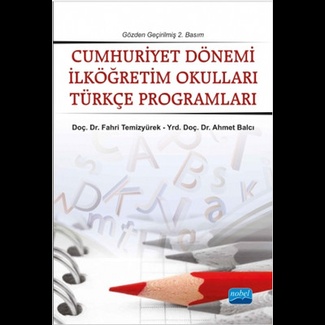 Gözden Geçirilmiş 2. Basım
CUMHURİYET DÖNEMİ
İLKÖĞRETİM OKULLARI
TÜRKÇE PROGRAMLARI
Doç. Dr. Fahri Temizyürek - Yrd. Doç. Dr. Ahmet Balcı
nobel